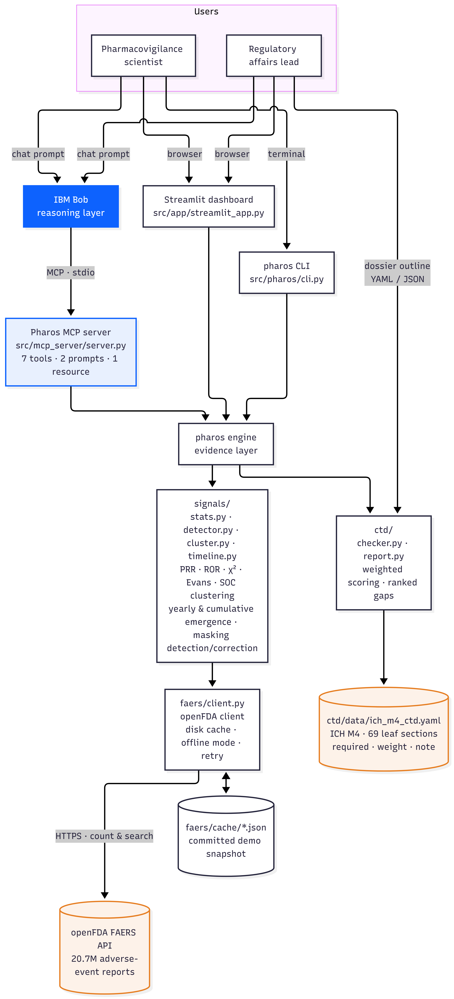 Users
Pharmacovigilance
scientist
Regulatory
affairs lead
chat prompt
chat prompt
browser
browser
terminal
IBM Bob
reasoning layer
Streamlit dashboard
src/app/streamlit_app.py
pharos CLI
src/pharos/cli.py
dossier outline
YAML / JSON
MCP · stdio
Pharos MCP server
src/mcp_server/server.py
7 tools · 2 prompts · 1
resource
pharos engine
evidence layer
signals/
stats.py ·
detector.py ·
cluster.py ·
timeline.py
PRR · ROR · χ² ·
Evans · SOC
clustering
yearly & cumulative
emergence ·
masking
detection/correction
ctd/
checker.py ·
report.py
weighted
scoring · ranked
gaps
faers/client.py
openFDA client
disk cache ·
offline mode ·
retry
ctd/data/ich_m4_ctd.yaml
ICH M4 · 69 leaf sections
required · weight · note
HTTPS · count & search
faers/cache/*.json
committed demo
snapshot
openFDA FAERS
API
20.7M adverse-
event reports